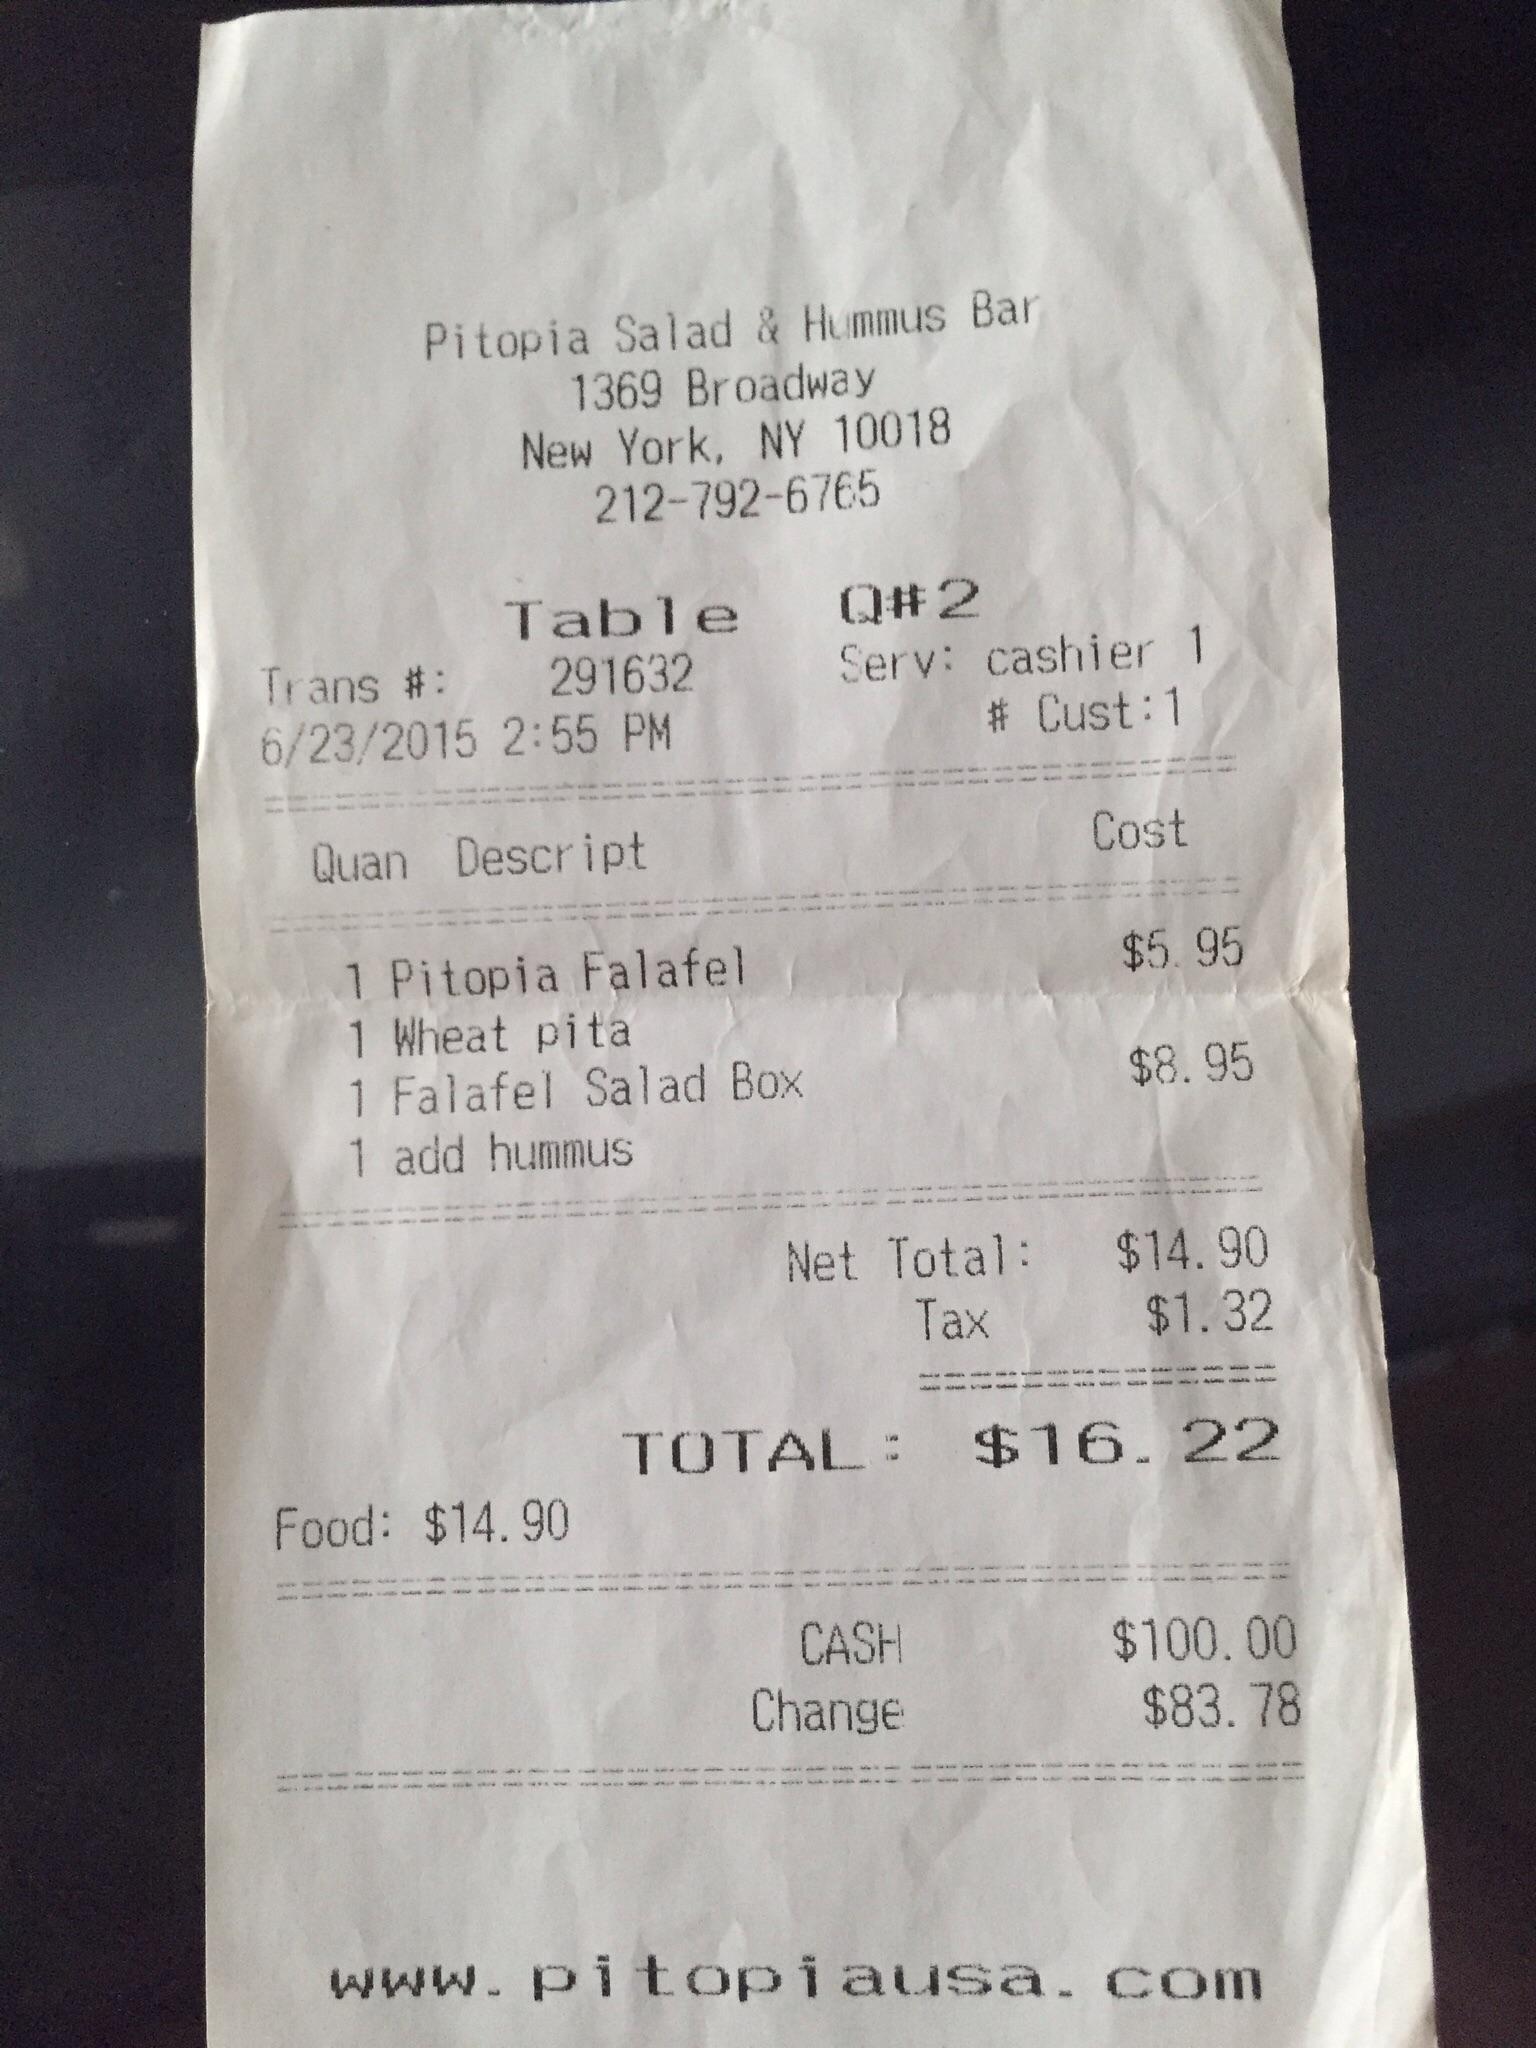 Pitopia Salad & Hummus Bar
1369 Broadway
New York, NY 10018
212-792-6765
Table Q#2
Trans #: 291632 Serv: cashier 1
6/23/2015 2:55 PM # Cust:1
Quan Descript Cost
1 Pitopia Falafel $5.95
1 Wheat pita
1 Falafel Salad Box $8.95
1 add hummus
Net Total: $14.90
Tax $1.32
TOTAL: $16.22
Food: $14.90
CASH $100.00
Change $83.78
www.pitopiausa.com